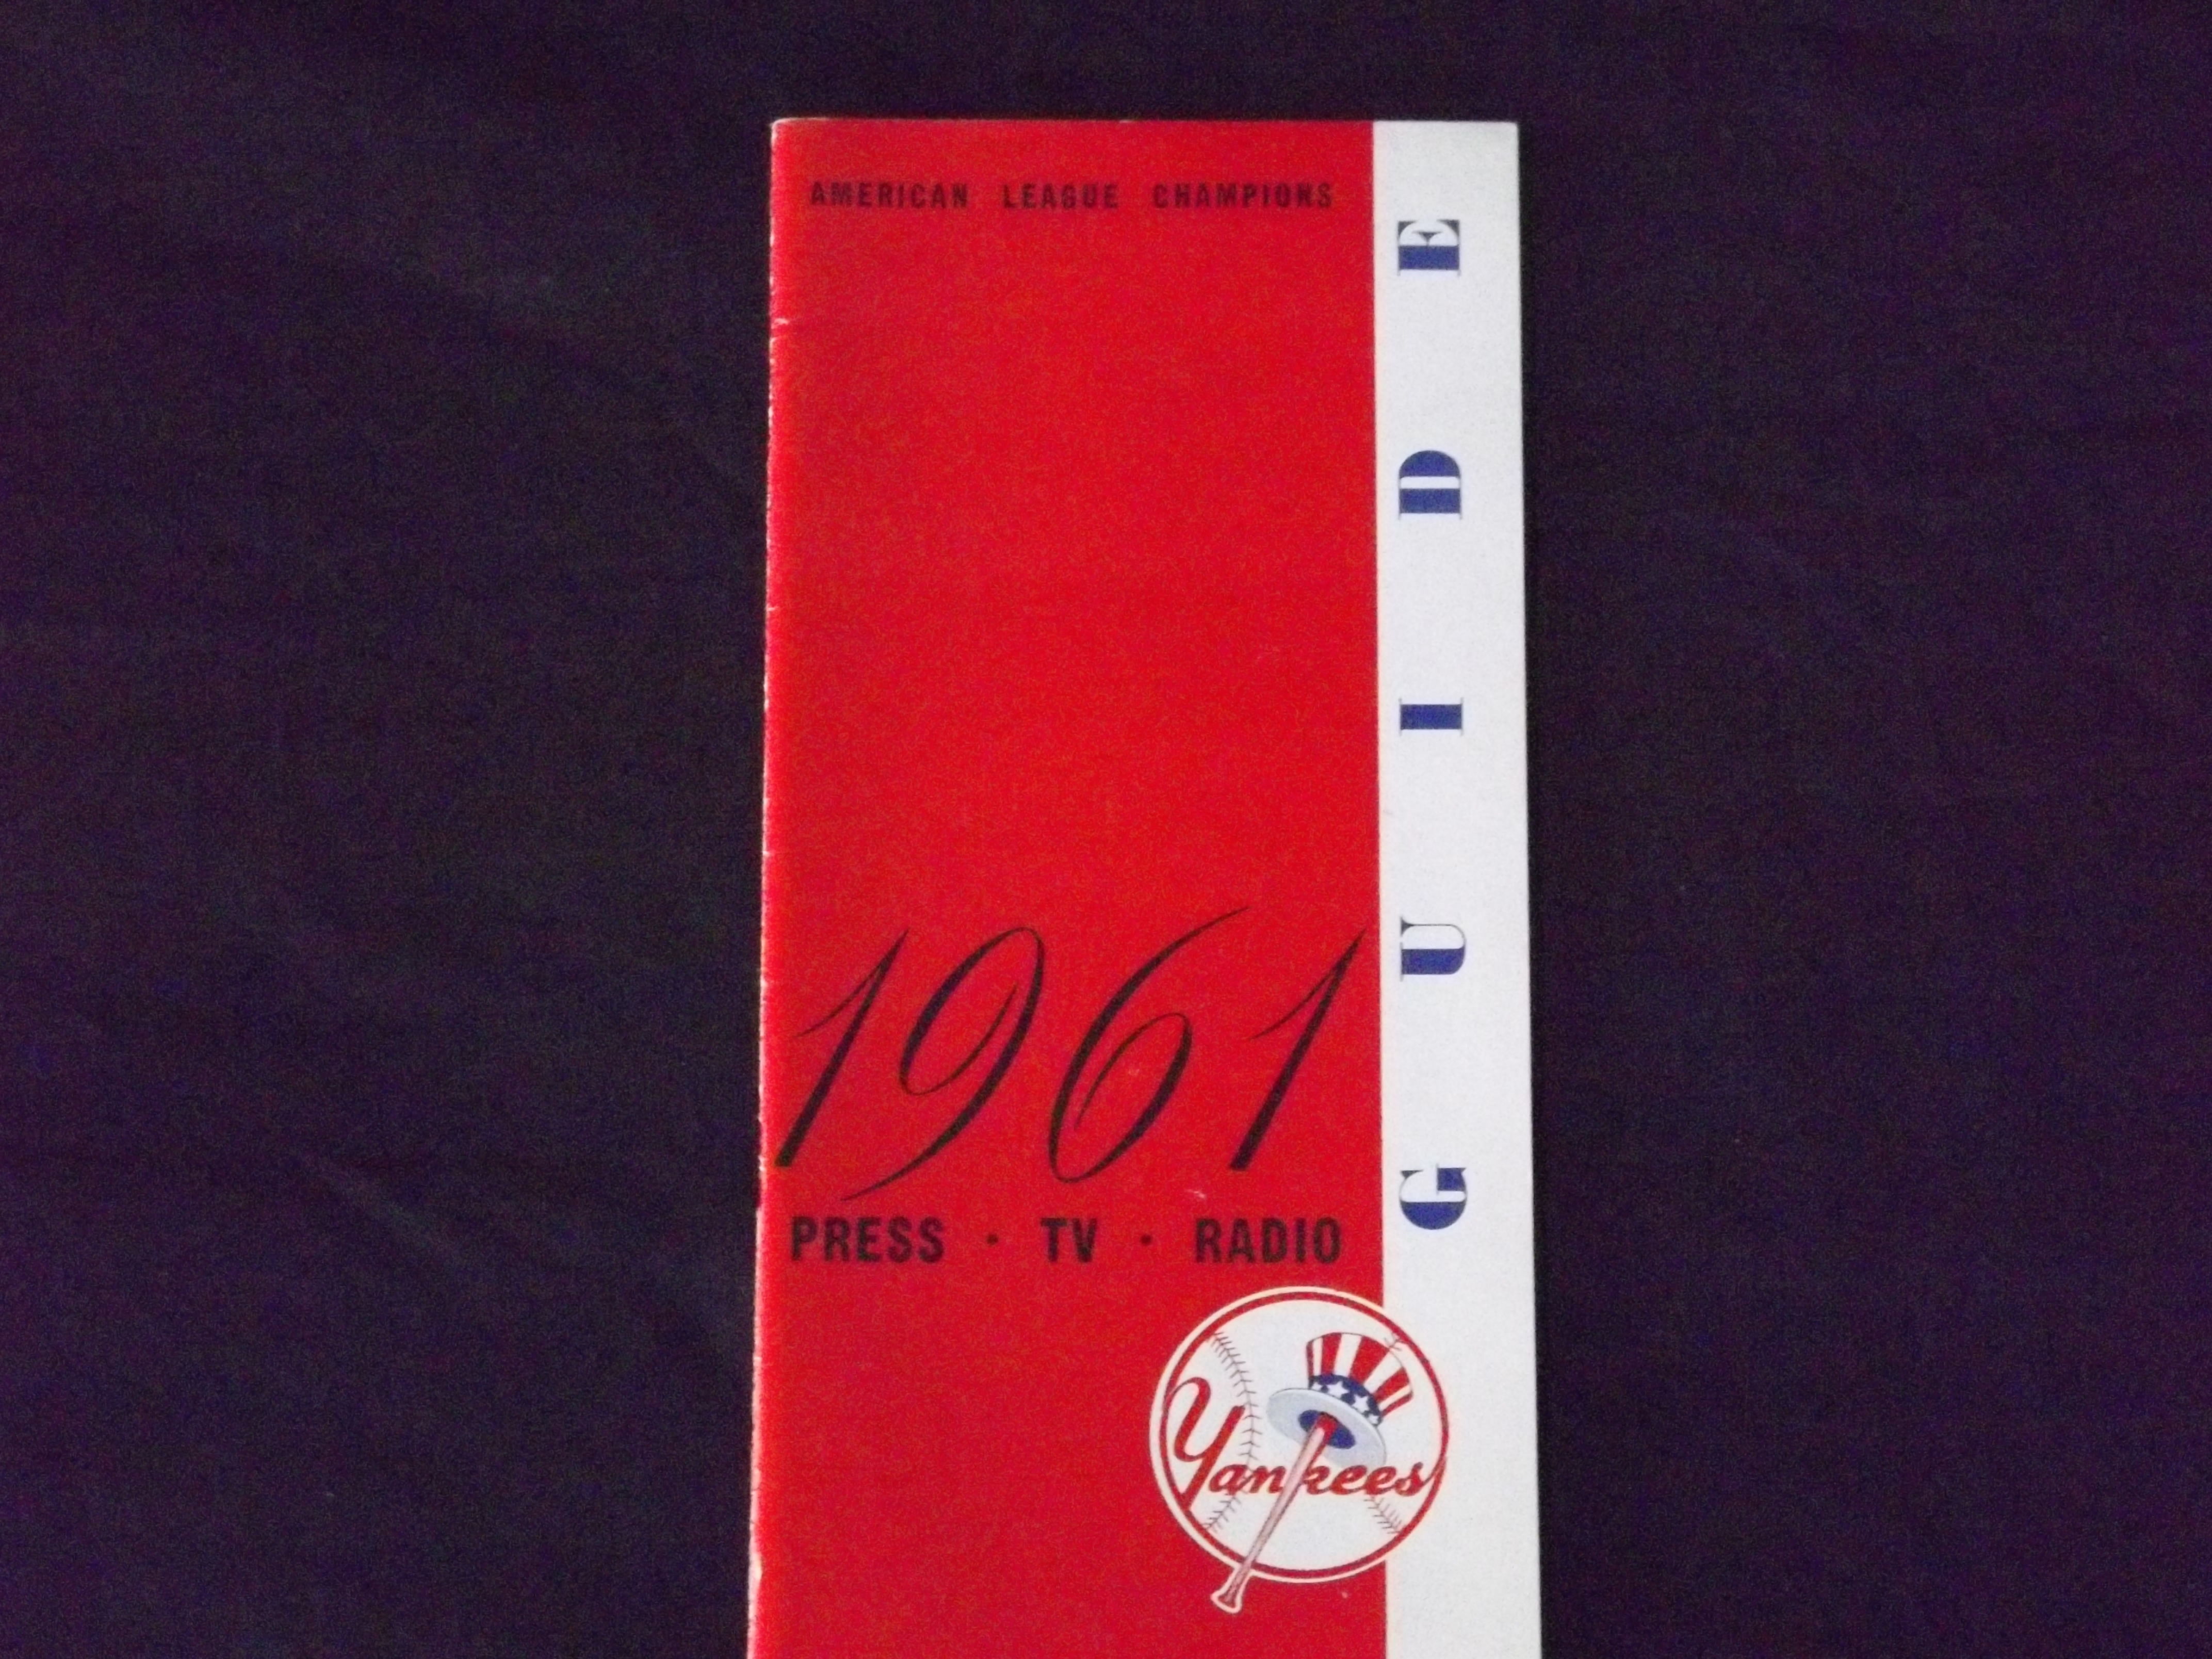 AMERICAN LEAGUE CHAMPIONS
1961
PRESS · TV · RADIO
GUIDE
Yankees